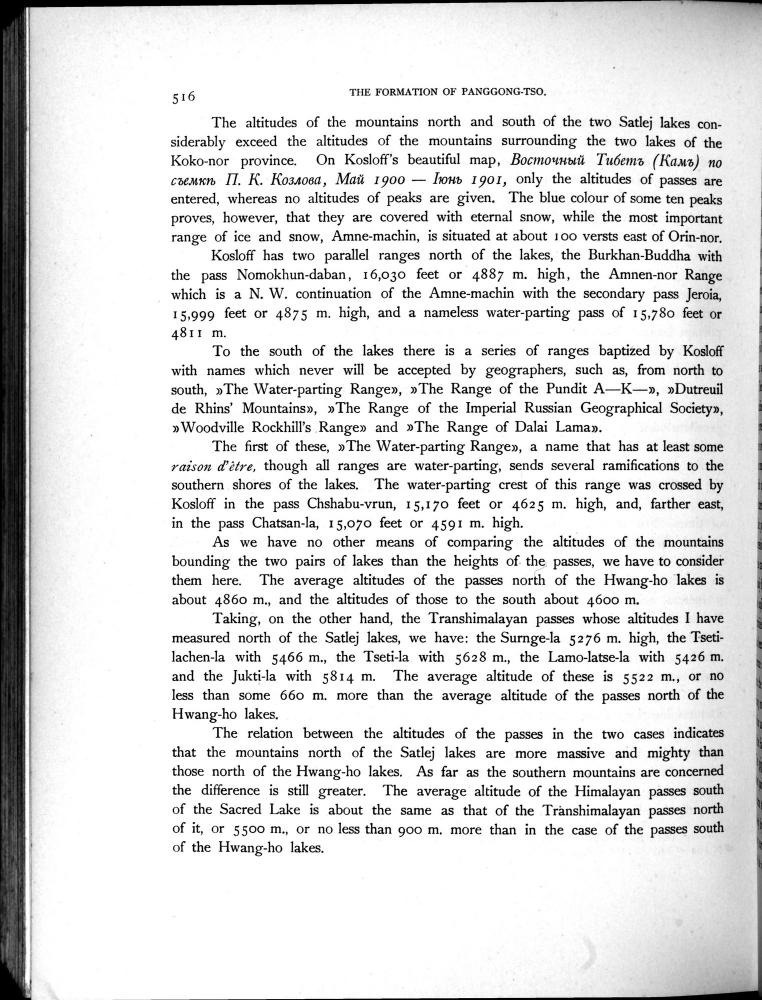 516
THE FORMATION OF PANGGONG-TSO.
The altitudes of the mountains north and south of the two Satlej lakes con-
siderably exceed the altitudes of the mountains surrounding the two lakes of the
Koko-nor province. On Kosloff's beautiful map, Восточный Тибетъ (Камъ) по
съемкѣ П. К. Козлова, Май 1900 — Іюнь 1901, only the altitudes of passes are
entered, whereas no altitudes of peaks are given. The blue colour of some ten peaks
proves, however, that they are covered with eternal snow, while the most important
range of ice and snow, Amne-machin, is situated at about 100 versts east of Orin-nor.
Kosloff has two parallel ranges north of the lakes, the Burkhan-Buddha with
the pass Nomokhun-daban, 16,030 feet or 4887 m. high, the Amnen-nor Range
which is a N. W. continuation of the Amne-machin with the secondary pass Jeroia,
15,999 feet or 4875 m. high, and a nameless water-parting pass of 15,780 feet or
4811 m.
To the south of the lakes there is a series of ranges baptized by Kosloff
with names which never will be accepted by geographers, such as, from north to
south, »The Water-parting Range», »The Range of the Pundit A—K—», »Dutreuil
de Rhins' Mountains», »The Range of the Imperial Russian Geographical Society»,
»Woodville Rockhill's Range» and »The Range of Dalai Lama».
The first of these, »The Water-parting Range», a name that has at least some
raison d'être, though all ranges are water-parting, sends several ramifications to the
southern shores of the lakes. The water-parting crest of this range was crossed by
Kosloff in the pass Chshabu-vrun, 15,170 feet or 4625 m. high, and, farther east,
in the pass Chatsan-la, 15,070 feet or 4591 m. high.
As we have no other means of comparing the altitudes of the mountains
bounding the two pairs of lakes than the heights of the passes, we have to consider
them here. The average altitudes of the passes north of the Hwang-ho lakes is
about 4860 m., and the altitudes of those to the south about 4600 m.
Taking, on the other hand, the Transhimalayan passes whose altitudes I have
measured north of the Satlej lakes, we have: the Surnge-la 5276 m. high, the Tseti-
lachen-la with 5466 m., the Tseti-la with 5628 m., the Lamo-latse-la with 5426 m.
and the Jukti-la with 5814 m. The average altitude of these is 5522 m., or no
less than some 660 m. more than the average altitude of the passes north of the
Hwang-ho lakes.
The relation between the altitudes of the passes in the two cases indicates
that the mountains north of the Satlej lakes are more massive and mighty than
those north of the Hwang-ho lakes. As far as the southern mountains are concerned
the difference is still greater. The average altitude of the Himalayan passes south
of the Sacred Lake is about the same as that of the Transhimalayan passes north
of it, or 5500 m., or no less than 900 m. more than in the case of the passes south
of the Hwang-ho lakes.